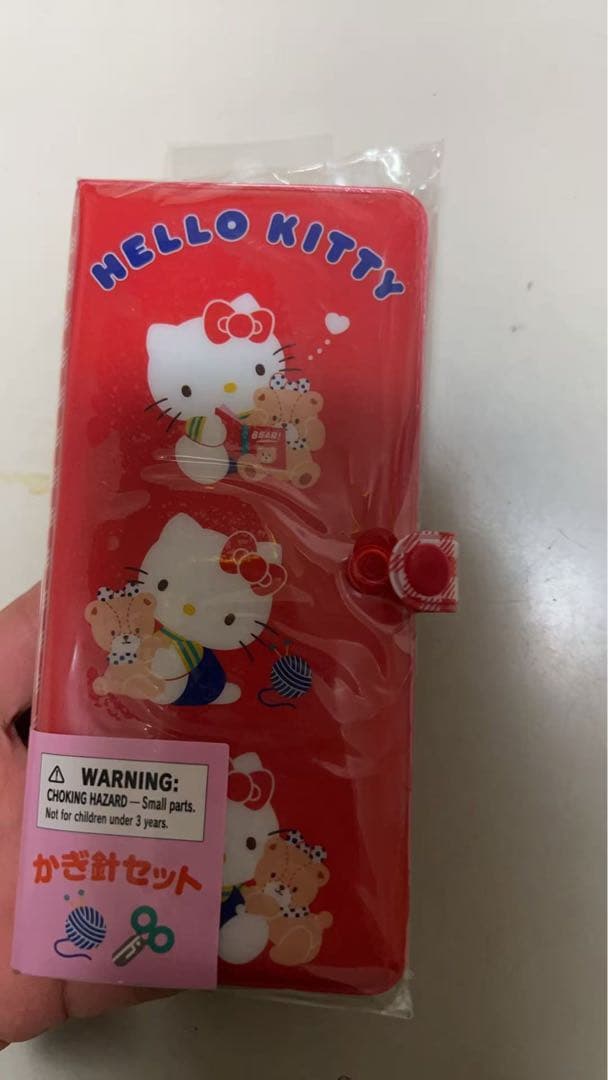 HELLO KITTY
BEAR!
WARNING:
CHOKING HAZARD — Small parts.
Not for children under 3 years.
かぎ針セット